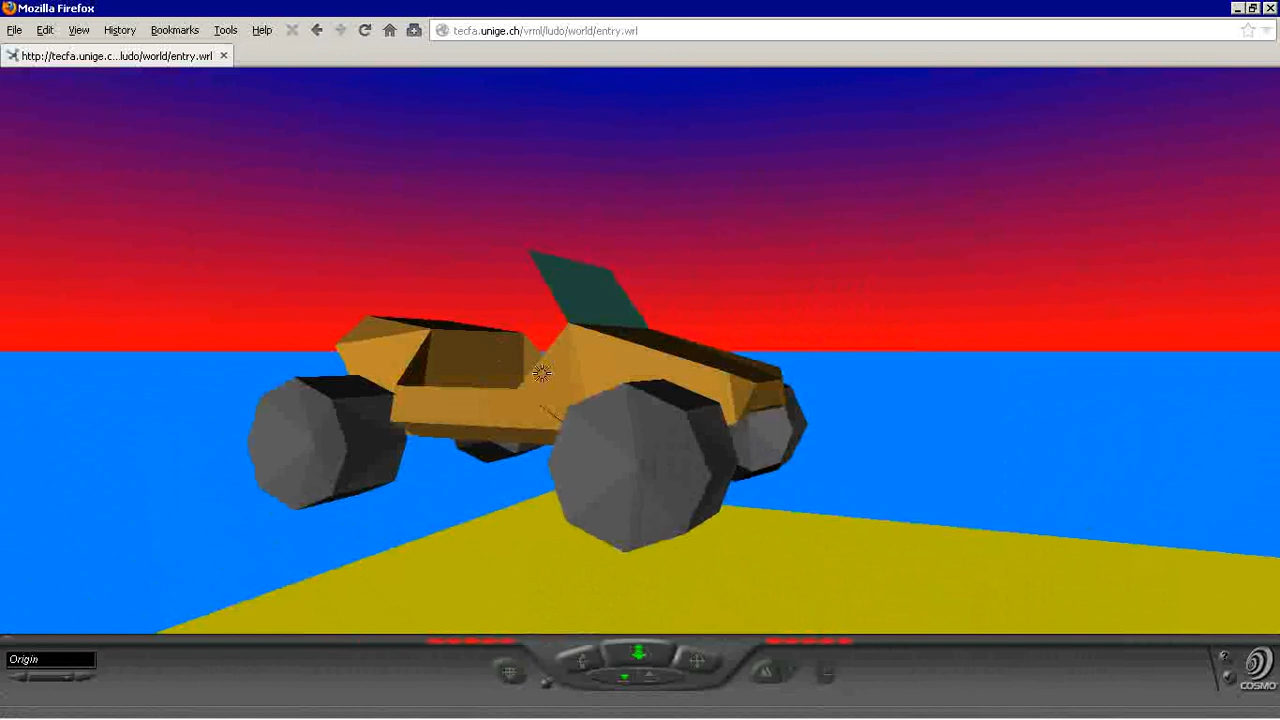 Mozilla Firefox
File Edit View History Bookmarks Tools Help
tecfa.unige.ch/vrml/ludo/world/entry.wrl
http://tecfa.unige.c...ludo/world/entry.wrl
Origin
?
COSMO